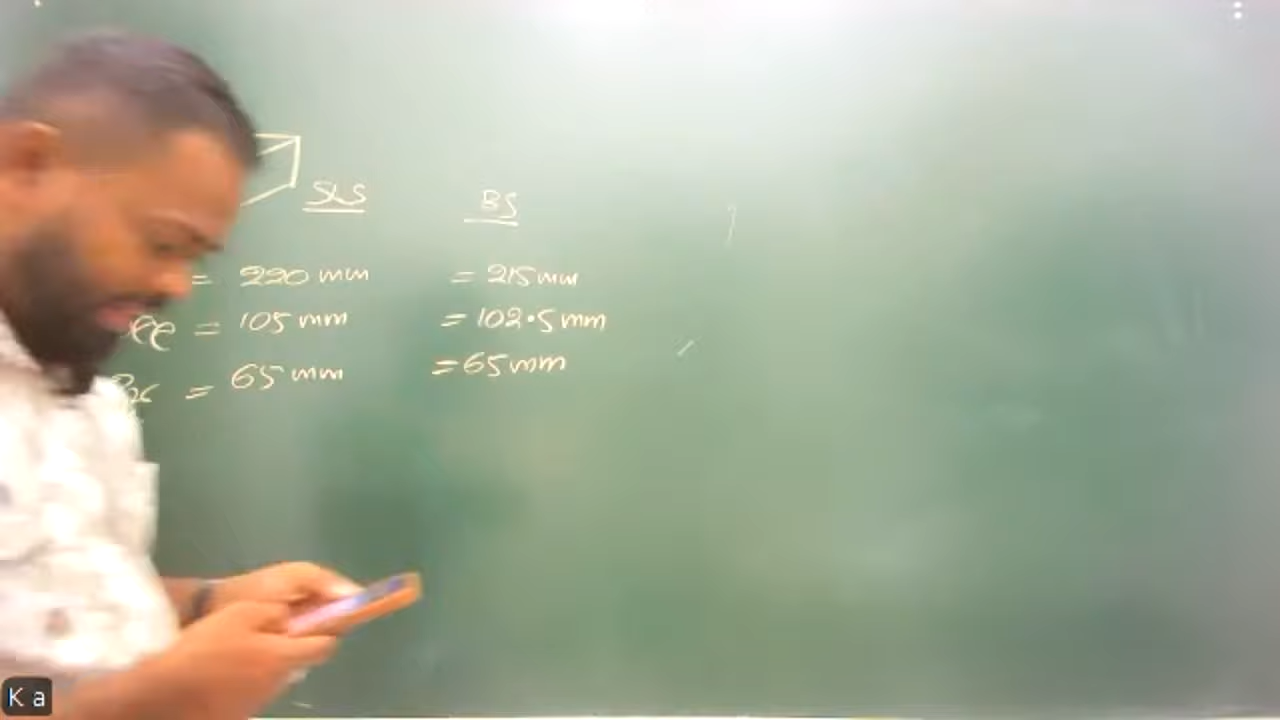 SLS BS
= 220 mm = 215 mm
= 105 mm = 102.5 mm
= 65 mm = 65 mm
K a